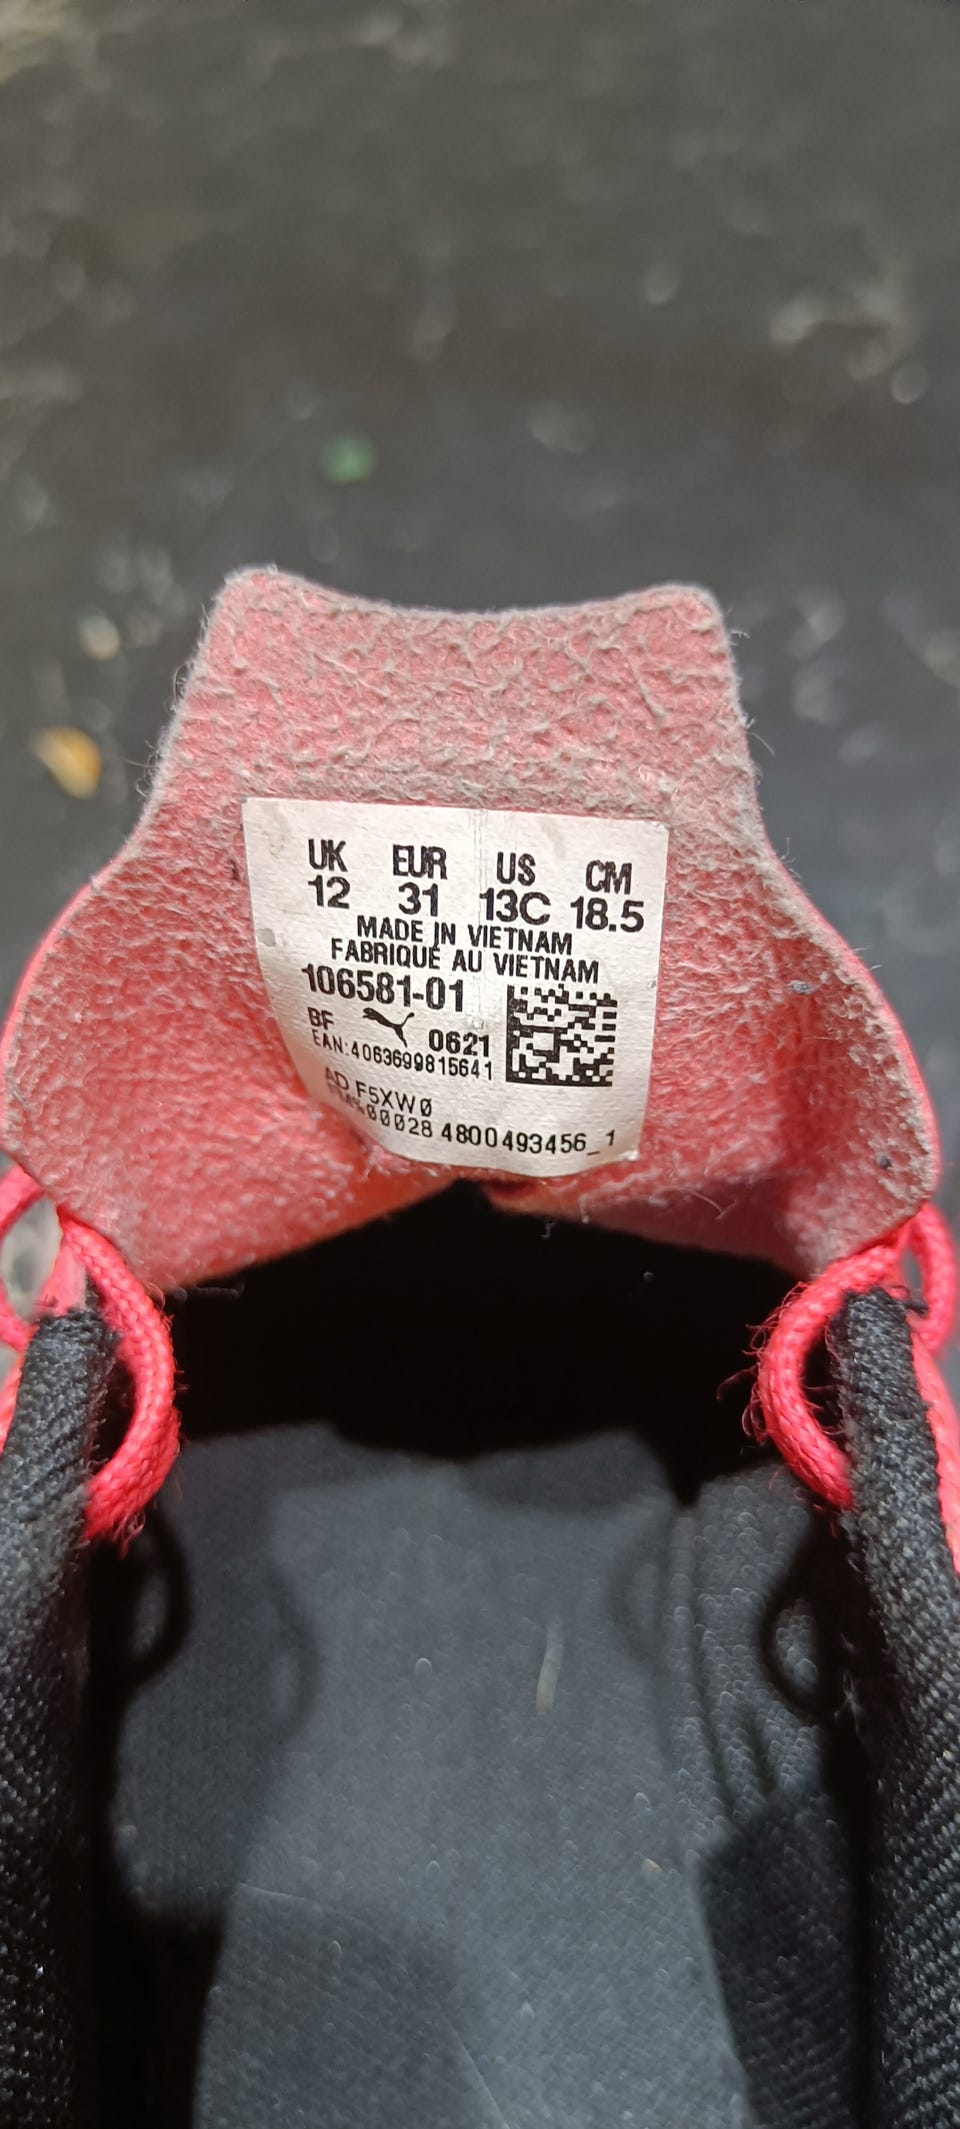 UK EUR US CM
12 31 13C 18.5
MADE IN VIETNAM
FABRIQUÉ AU VIETNAM
106581-01
BF 0621
EAN:4063699815641
AD F5XW0
00028 4800493456_1